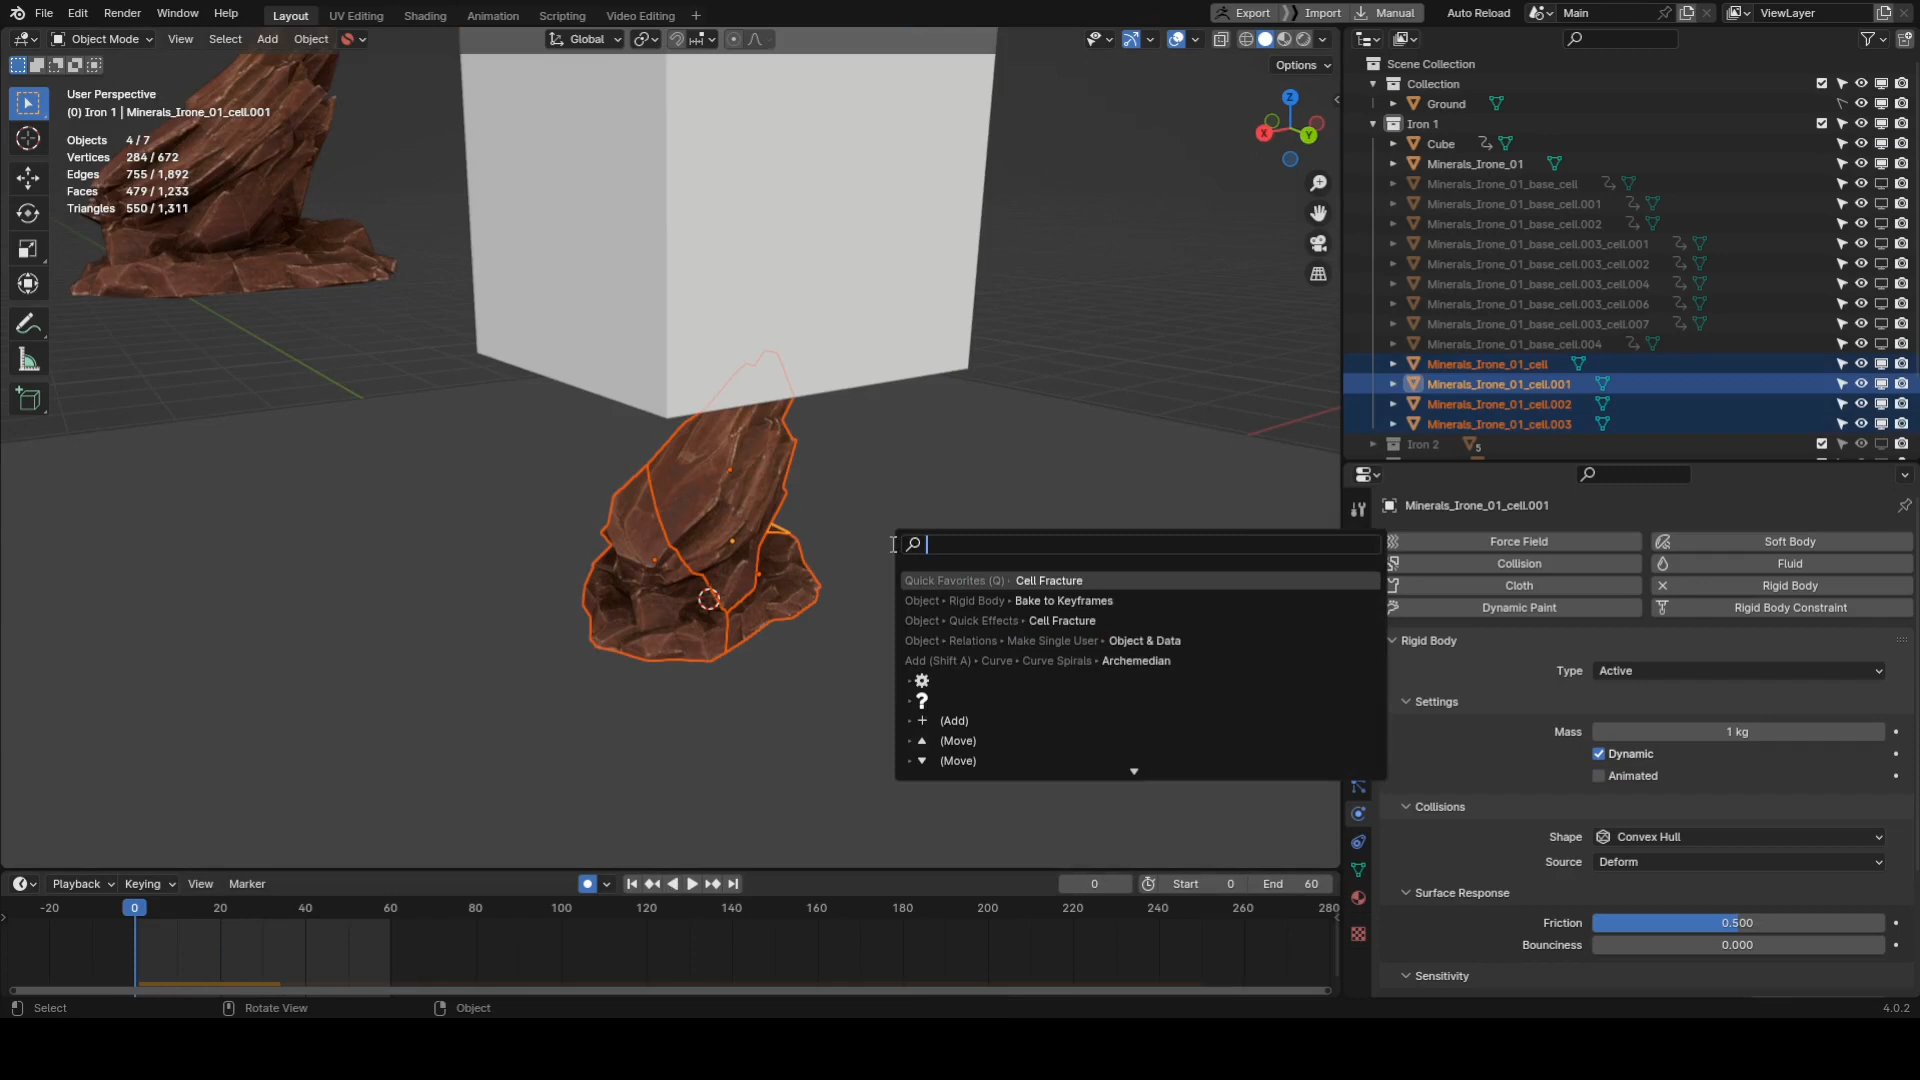 File Edit Render Window Help Layout UV Editing Shading Animation Scripting Video Editing + Export Import Manual Auto Reload Main ViewLayer
Object Mode View Select Add Object Global
Options
User Perspective
(0) Iron 1 | Minerals_Irone_01_cell.001
Objects 4 / 7
Vertices 284 / 672
Edges 755 / 1,892
Faces 479 / 1,233
Triangles 550 / 1,311
Z
X
Y
Scene Collection
Collection
Ground
Iron 1
Cube
Minerals_Irone_01
Minerals_Irone_01_base_cell
Minerals_Irone_01_base_cell.001
Minerals_Irone_01_base_cell.002
Minerals_Irone_01_base_cell.003_cell.001
Minerals_Irone_01_base_cell.003_cell.002
Minerals_Irone_01_base_cell.003_cell.004
Minerals_Irone_01_base_cell.003_cell.006
Minerals_Irone_01_base_cell.003_cell.007
Minerals_Irone_01_base_cell.004
Minerals_Irone_01_cell
Minerals_Irone_01_cell.001
Minerals_Irone_01_cell.002
Minerals_Irone_01_cell.003
Iron 2 5
Quick Favorites (Q) Cell Fracture
Object Rigid Body Bake to Keyframes
Object Quick Effects Cell Fracture
Object Relations Make Single User Object & Data
Add (Shift A) Curve Curve Spirals Archemedian
?
+ (Add)
(Move)
(Move)
Minerals_Irone_01_cell.001
Force Field Soft Body
Collision Fluid
Cloth Rigid Body
Dynamic Paint Rigid Body Constraint
Rigid Body
Type Active
Settings
Mass 1 kg
Dynamic
Animated
Collisions
Shape Convex Hull
Source Deform
Surface Response
Friction 0.500
Bounciness 0.000
Sensitivity
Playback Keying View Marker 0 Start 0 End 60
-20 0 20 40 60 80 100 120 140 160 180 200 220 240 260 280
Select Rotate View Object 4.0.2